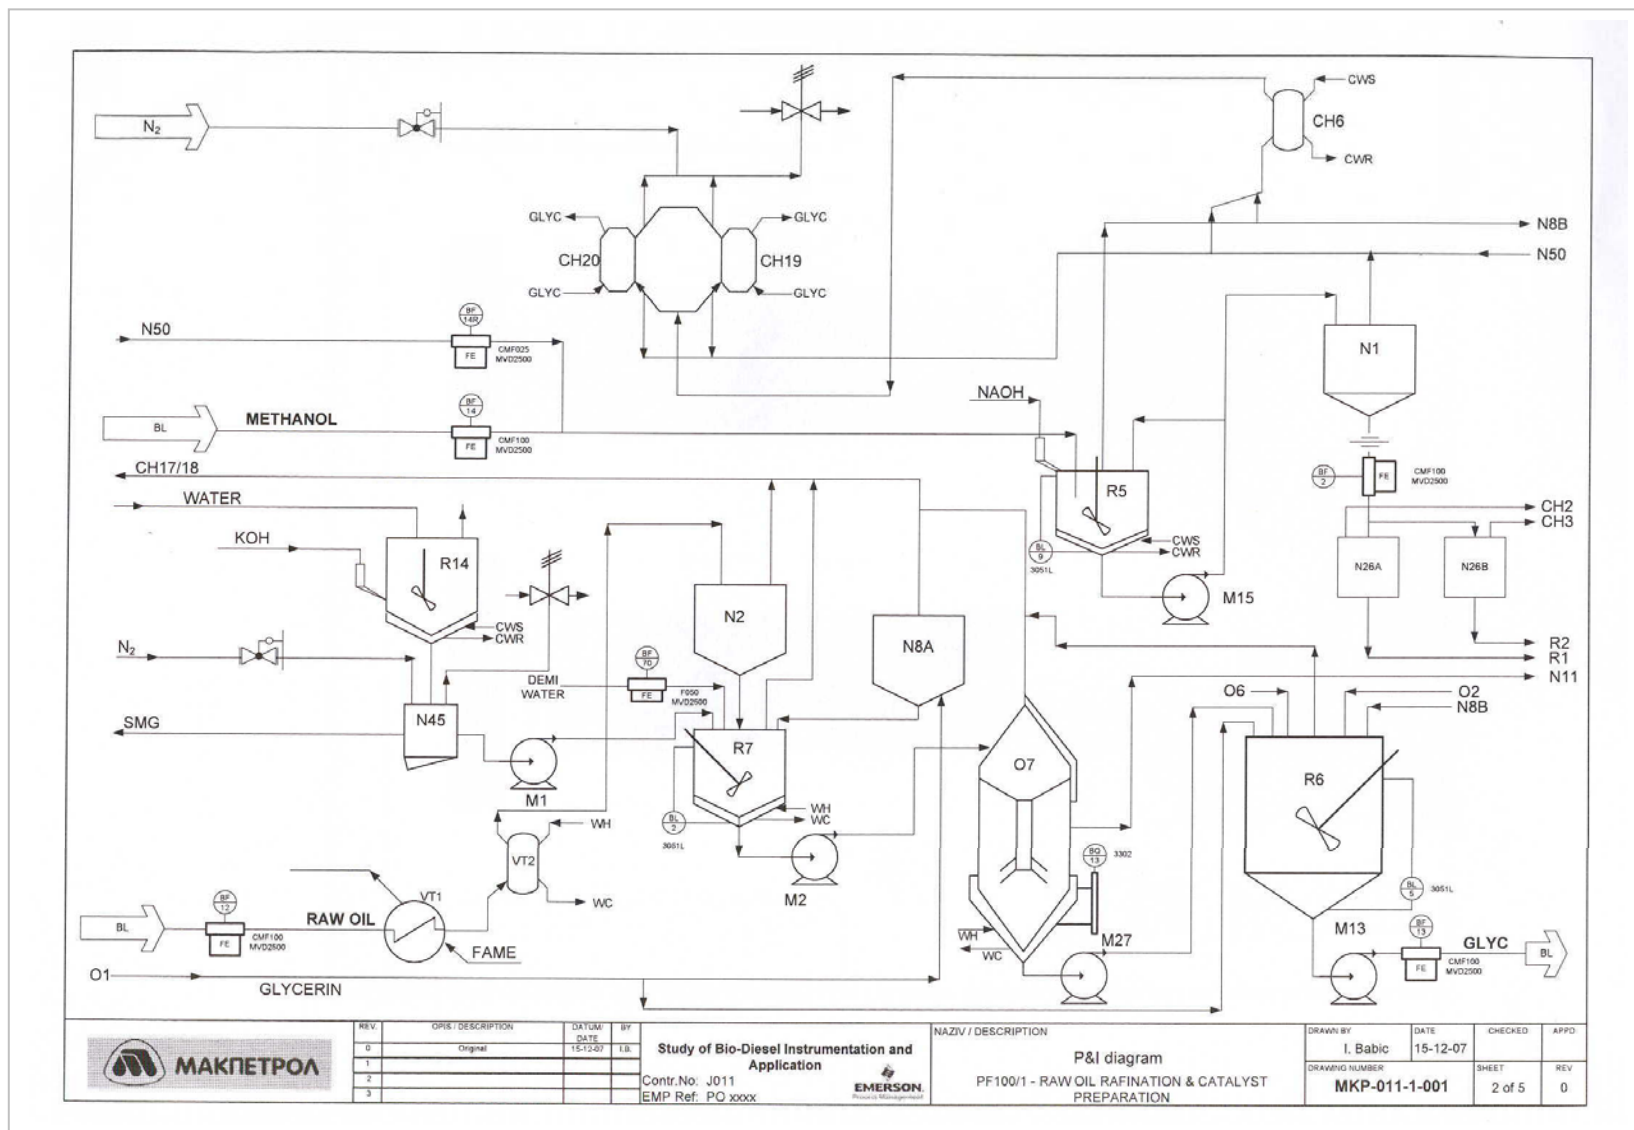 N₂
CWS
CH6
CWR
GLYC
GLYC
N8B
N50
CH20
CH19
GLYC
GLYC
N50
BF
14R
FE
CMF025
MVD2500
N1
NAOH
BL
METHANOL
BF
14
FE
CMF100
MVD2500
CH17/18
R5
BF
2
FE
CMF100
MVD2500
WATER
CH2
CH3
KOH
R14
CWS
CWR
BL
9
3051L
N26A
N26B
M15
N2
N8A
CWS
CWR
N₂
BF
70
FE
F050
MVD2500
DEMI
WATER
R2
R1
N11
O6
O2
N8B
SMG
N45
M1
R7
O7
R6
BL
2
3051L
WH
WC
M2
BQ
13
3302
WH
VT2
WC
BL
5
3051L
VT1
BL
BF
12
FE
CMF100
MVD2500
RAW OIL
FAME
WH
WC
M27
M13
BF
13
FE
CMF100
MVD2500
GLYC
BL
O1
GLYCERIN
МАКПЕТРОЛ
REV.
OPIS / DESCRIPTION
DATUM/
DATE
BY
0
Original
15-12-07
I.B.
1
2
3
Study of Bio-Diesel Instrumentation and
Application
Contr.No: J011
EMP Ref: PO xxxx
EMERSON.
Process Management
NAZIV / DESCRIPTION
P&I diagram
PF100/1 - RAW OIL RAFINATION & CATALYST
PREPARATION
DRAWN BY
I. Babic
DATE
15-12-07
CHECKED
APPD
DRAWING NUMBER
MKP-011-1-001
SHEET
2 of 5
REV
0